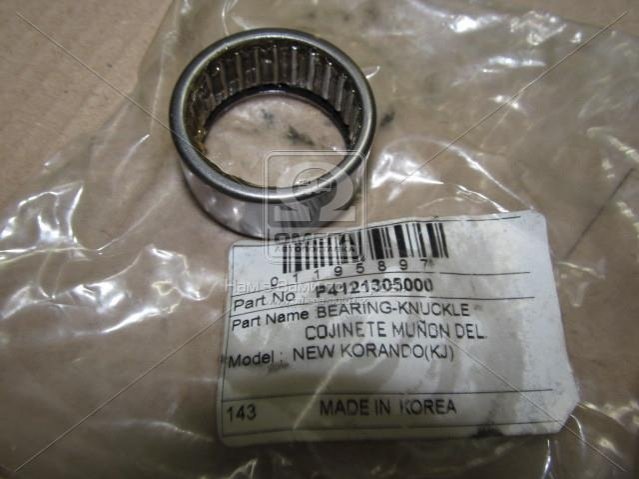 01195897
Part No P4121305000
Part Name BEARING-KNUCKLE
COJINETE MUÑON DEL
Model : NEW KORANDO(KJ)
143 MADE IN KOREA